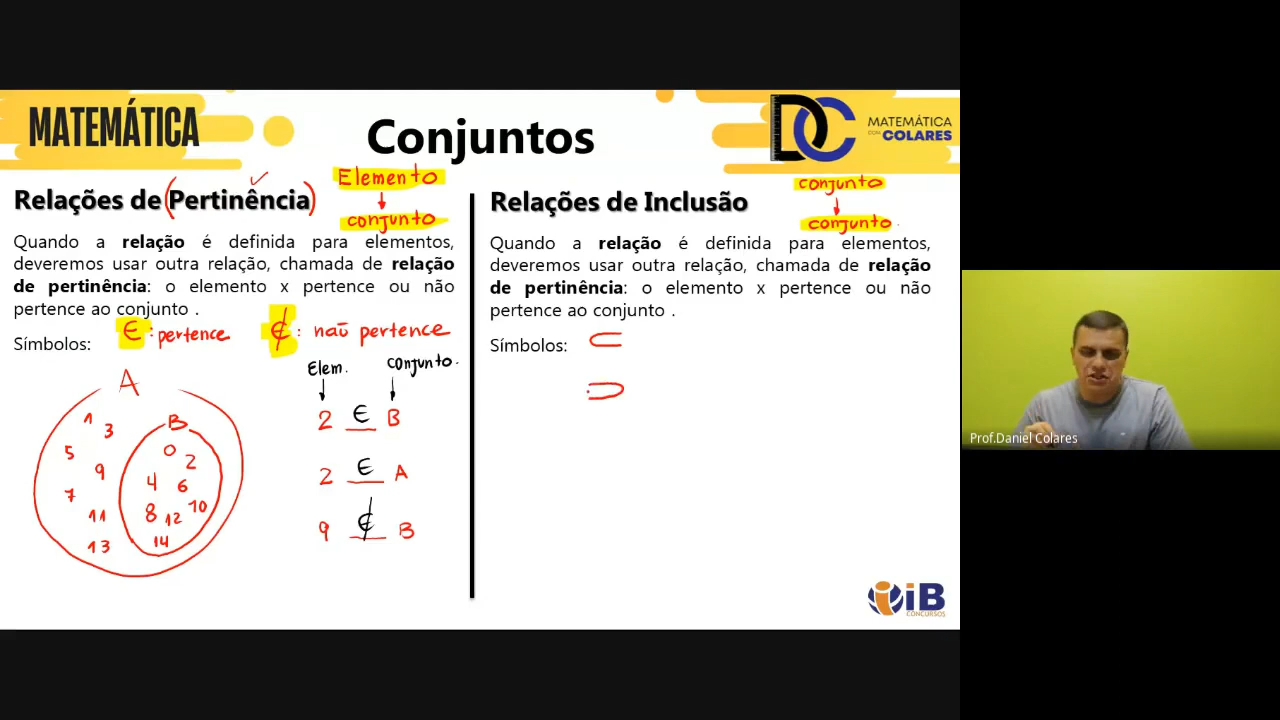 MATEMÁTICA
Conjuntos
DC MATEMÁTICA
COM COLARES
Relações de (Pertinência)
Elemento
conjunto
Quando a relação é definida para elementos,
deveremos usar outra relação, chamada de relação
de pertinência: o elemento x pertence ou não
pertence ao conjunto .
Símbolos:
∈: pertence
∉: naõ pertence
A
1
3
5
9
7
11
13
B
0
2
4
6
8
12
10
14
Elem. conjunto.
2 ∈ B
2 ∈ A
9 ∉ B
Relações de Inclusão
conjunto
conjunto
Quando a relação é definida para elementos,
deveremos usar outra relação, chamada de relação
de pertinência: o elemento x pertence ou não
pertence ao conjunto .
Símbolos: ⊂
⊃
iB
CONCURSOS
Prof.Daniel Colares